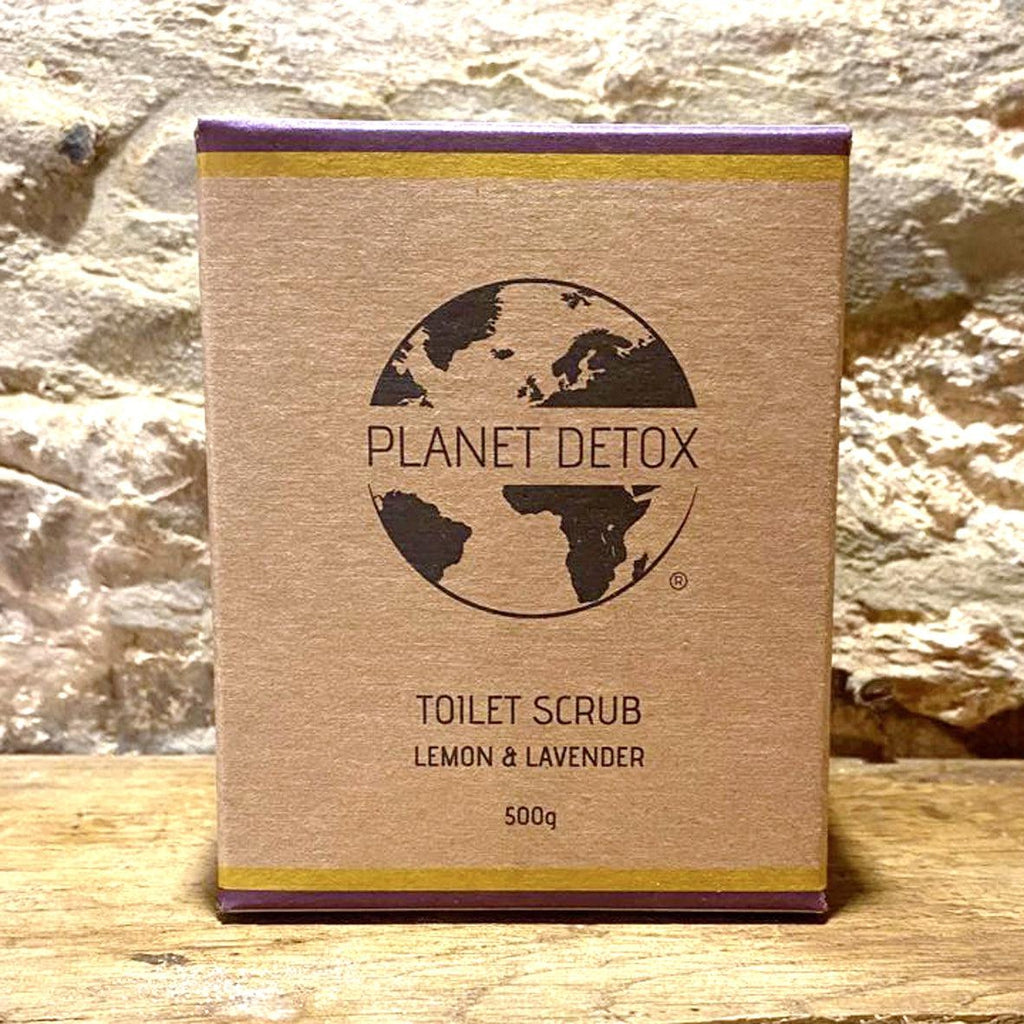 PLANET DETOX
®
TOILET SCRUB
LEMON & LAVENDER
500g